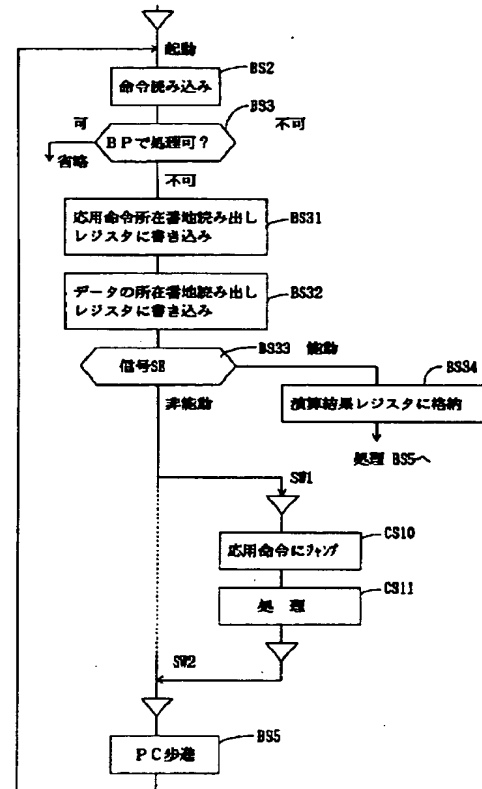 起動
BS2
命令読み込み
BS3
可
BPで処理可?
不可
省略
不可
応用命令所在番地読み出し
レジスタに書き込み
BS31
データの所在番地読み出し
レジスタに書き込み
BS32
BS33 能動
信号SE
BS34
演算結果レジスタに格納
非能動
処理 BS5へ
SW1
CS10
応用命令にジャンプ
CS11
処 理
SW2
BS5
PC歩進